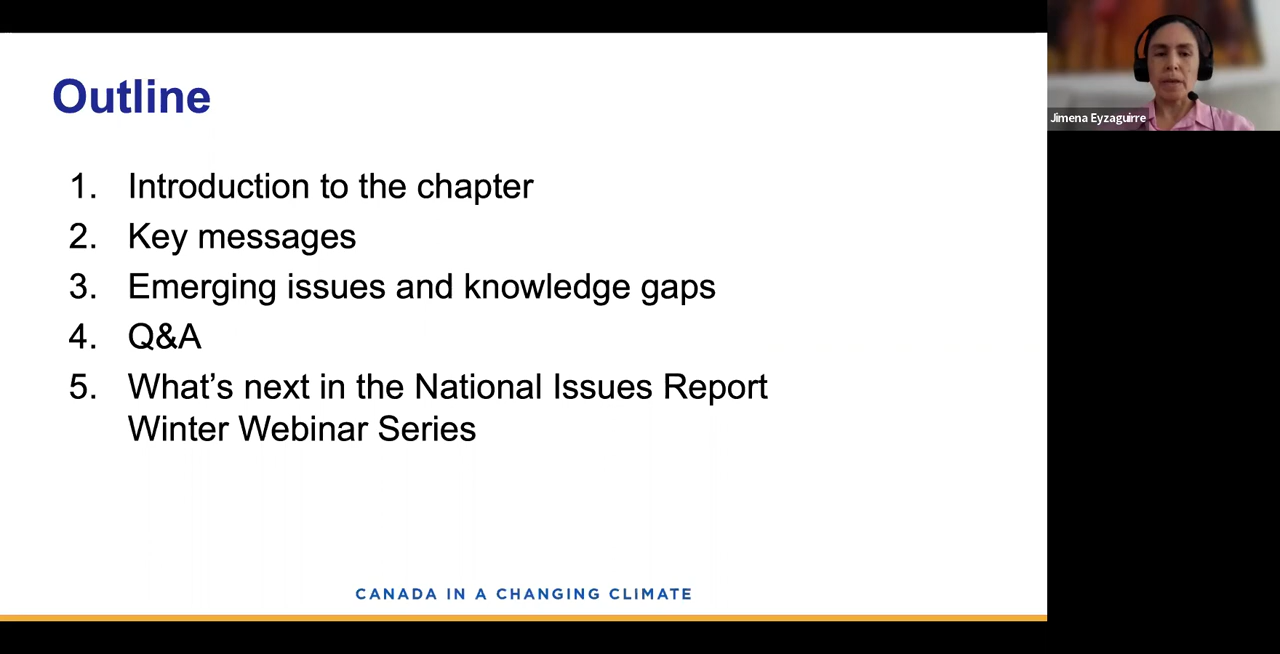 Outline
1. Introduction to the chapter
2. Key messages
3. Emerging issues and knowledge gaps
4. Q&A
5. What’s next in the National Issues Report
Winter Webinar Series
CANADA IN A CHANGING CLIMATE
Jimena Eyzaguirre